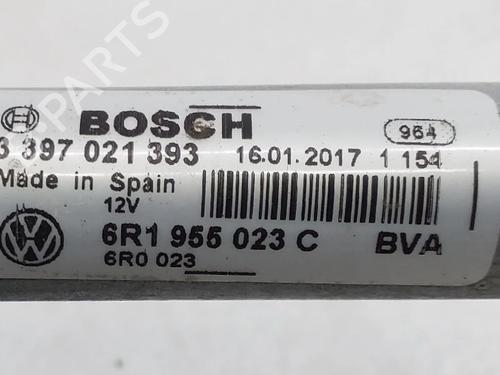 BOSCH
964
3 397 021 393 16.01.2017 1 154
Made in Spain
12V
6R1 955 023 C BVA
6R0 023
PARTS